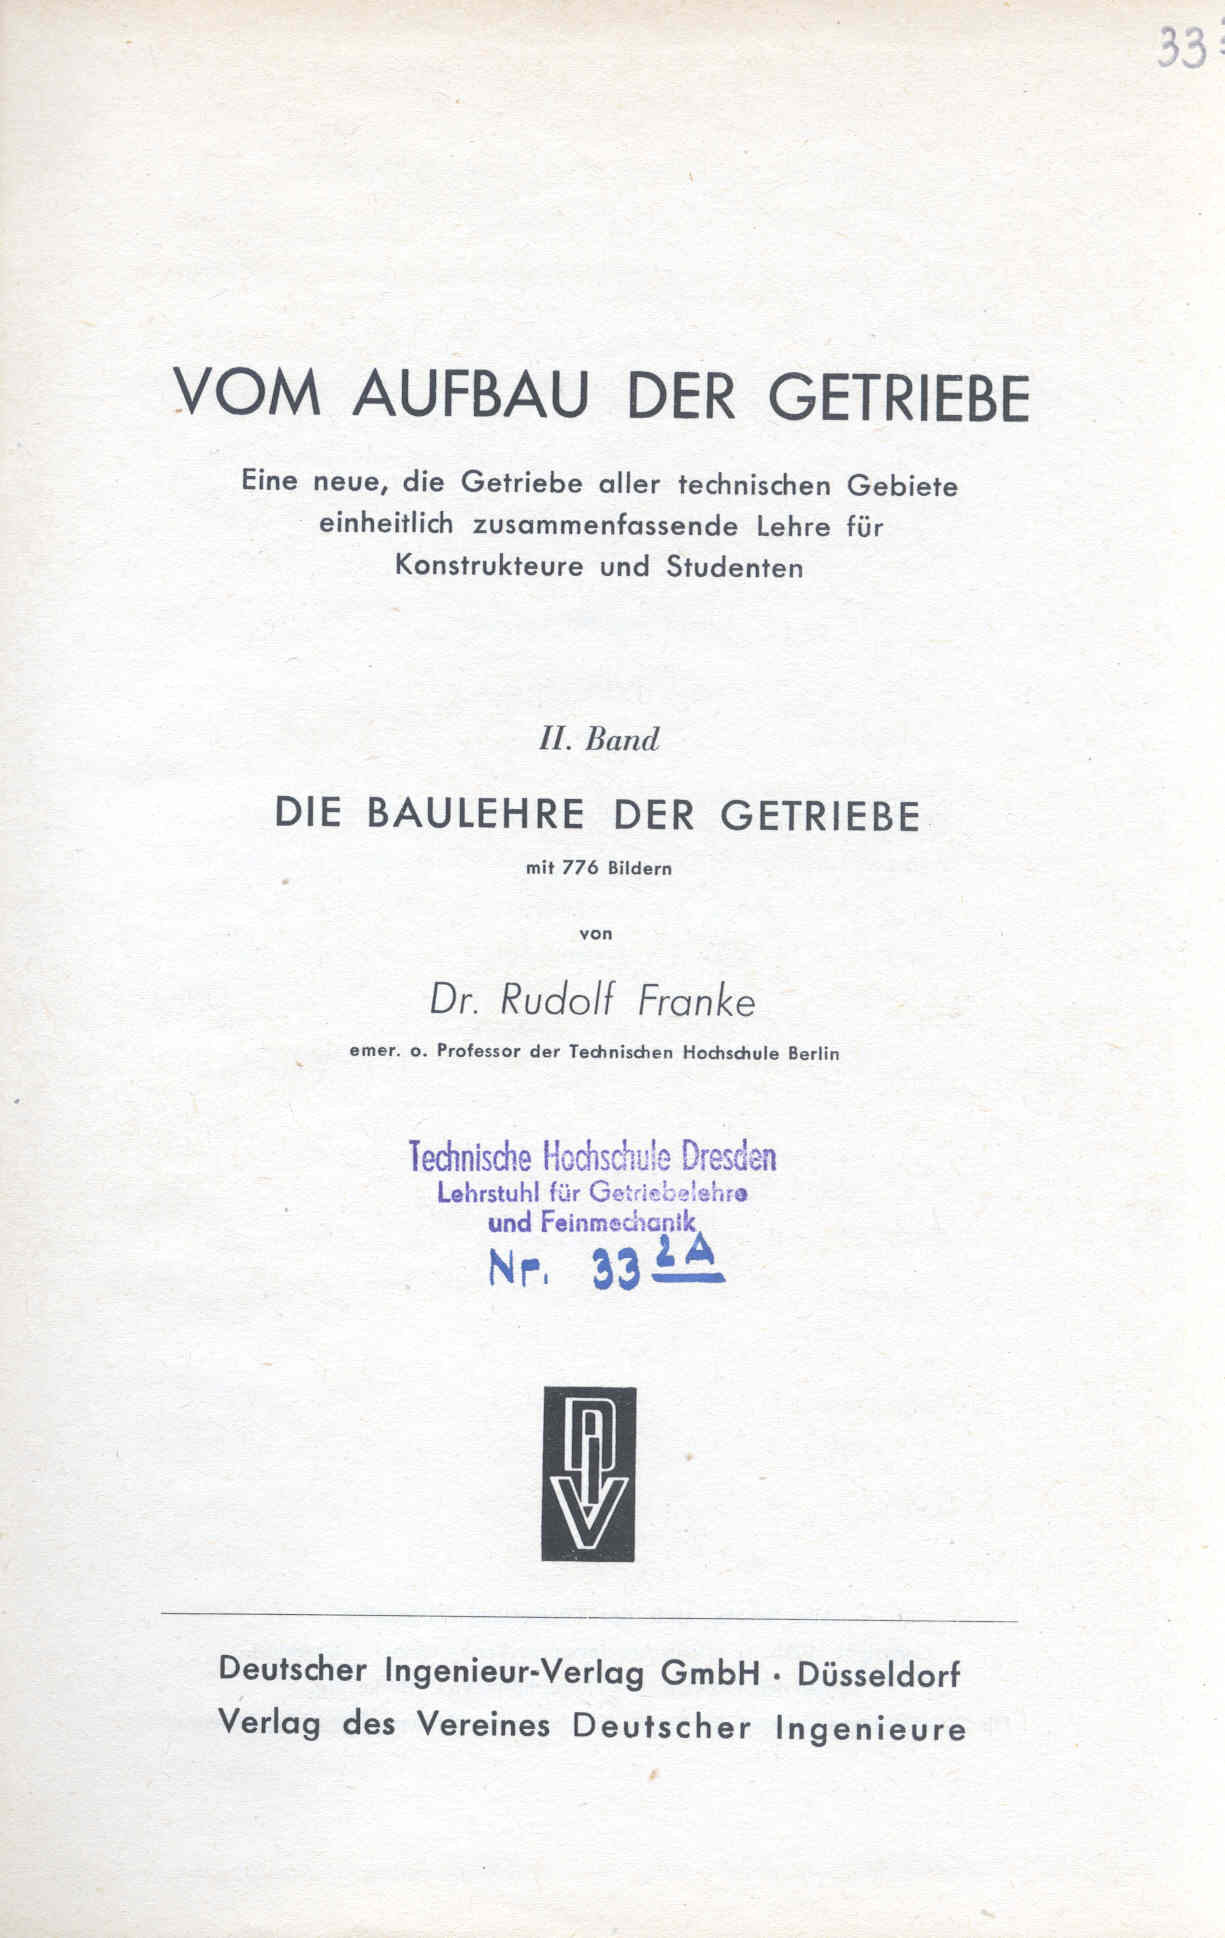 33
VOM AUFBAU DER GETRIEBE
Eine neue, die Getriebe aller technischen Gebiete
einheitlich zusammenfassende Lehre für
Konstrukteure und Studenten
II. Band
DIE BAULEHRE DER GETRIEBE
mit 776 Bildern
von
Dr. Rudolf Franke
emer. o. Professor der Technischen Hochschule Berlin
Technische Hochschule Dresden
Lehrstuhl für Getriebelehre
und Feinmechanik
Nr. 33 2A
DIV
Deutscher Ingenieur-Verlag GmbH · Düsseldorf
Verlag des Vereines Deutscher Ingenieure